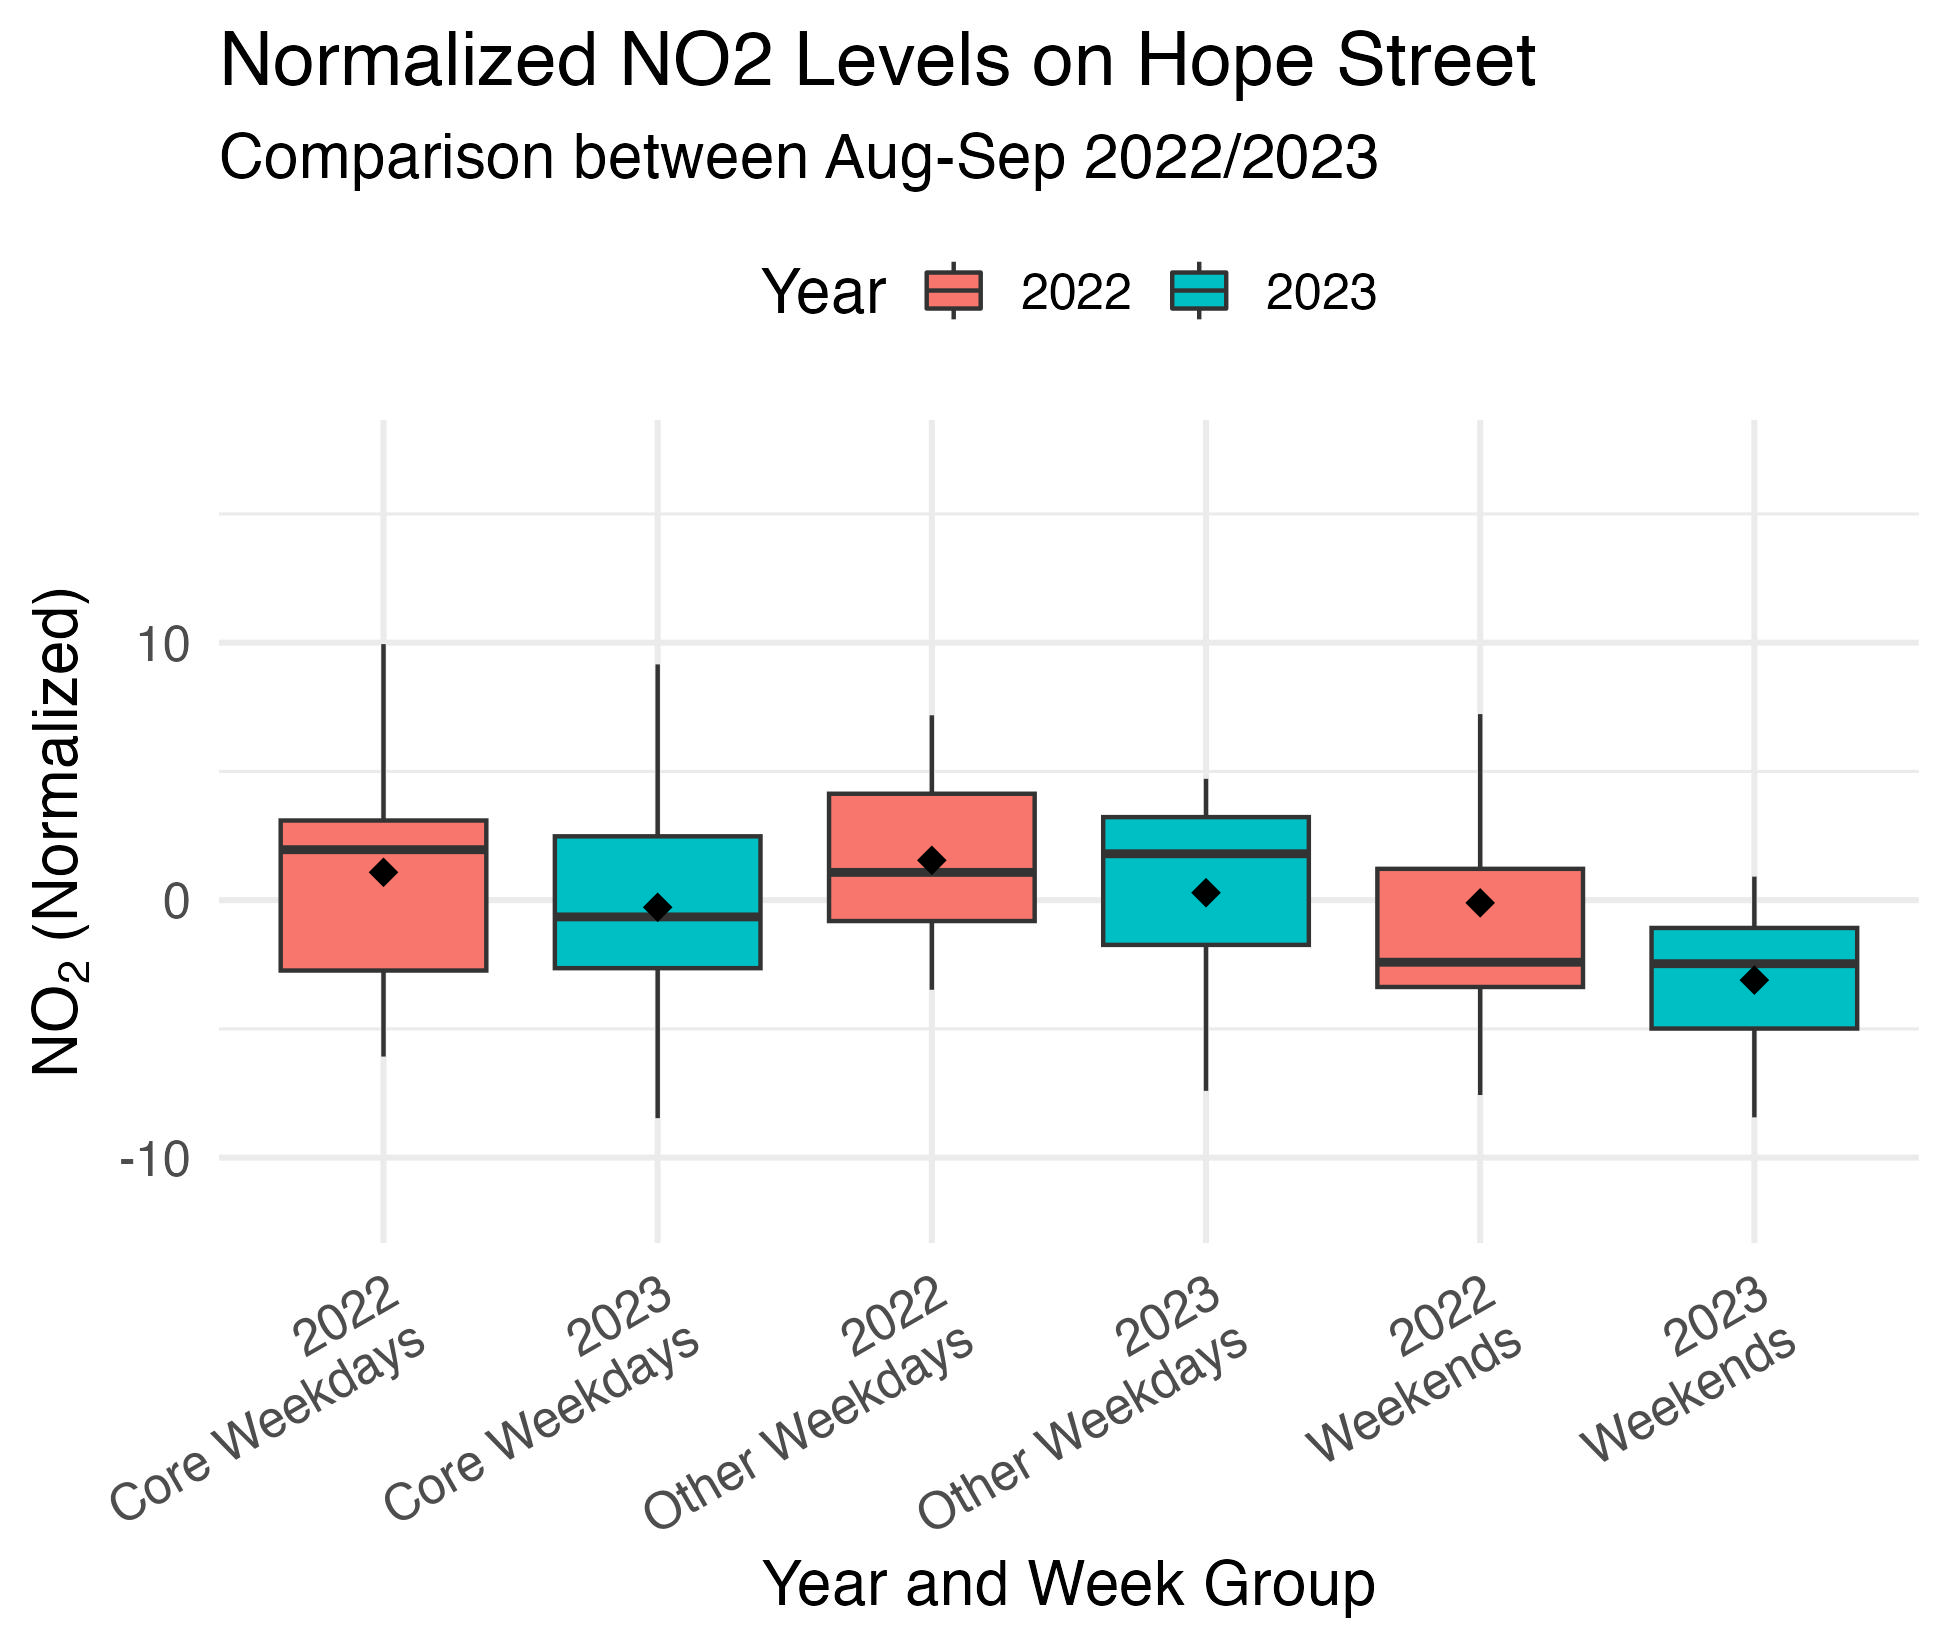 Normalized NO2 Levels on Hope Street
Comparison between Aug-Sep 2022/2023
Year 2022 2023
NO₂ (Normalized)
10
0
-10
2022
Core Weekdays
2023
Core Weekdays
2022
Other Weekdays
2023
Other Weekdays
2022
Weekends
2023
Weekends
Year and Week Group